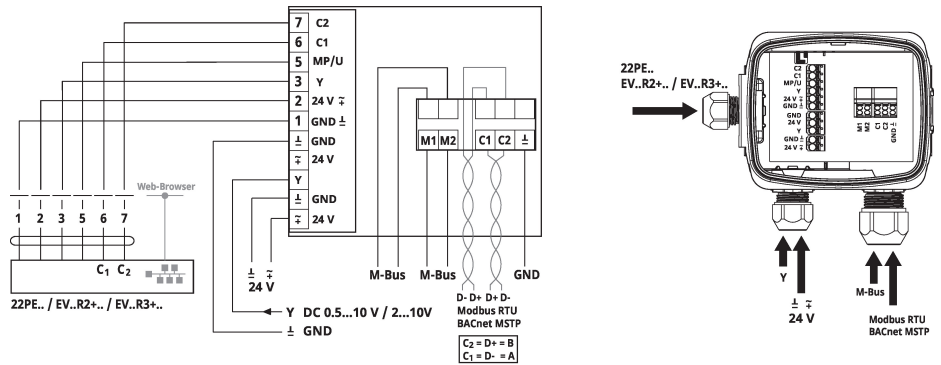 7 C2
6 C1
5 MP/U
3 Y
2 24 V
1 GND
GND
24 V
Y
GND
24 V
M1 M2 C1 C2
Web-Browser
1 2 3 5 6 7
C1 C2
22PE.. / EV..R2+.. / EV..R3+..
24 V
Y DC 0.5...10 V / 2...10V
GND
M-Bus M-Bus GND
D- D+ D+ D-
Modbus RTU
BACnet MSTP
C2 = D+ = B
C1 = D- = A
22PE..
EV..R2+.. / EV..R3+..
C2
C1
MP/U
Y
24 V
GND
GND
24 V
Y
GND
24 V
M1
M2
C1
C2
GND
Y
24 V
M-Bus
Modbus RTU
BACnet MSTP